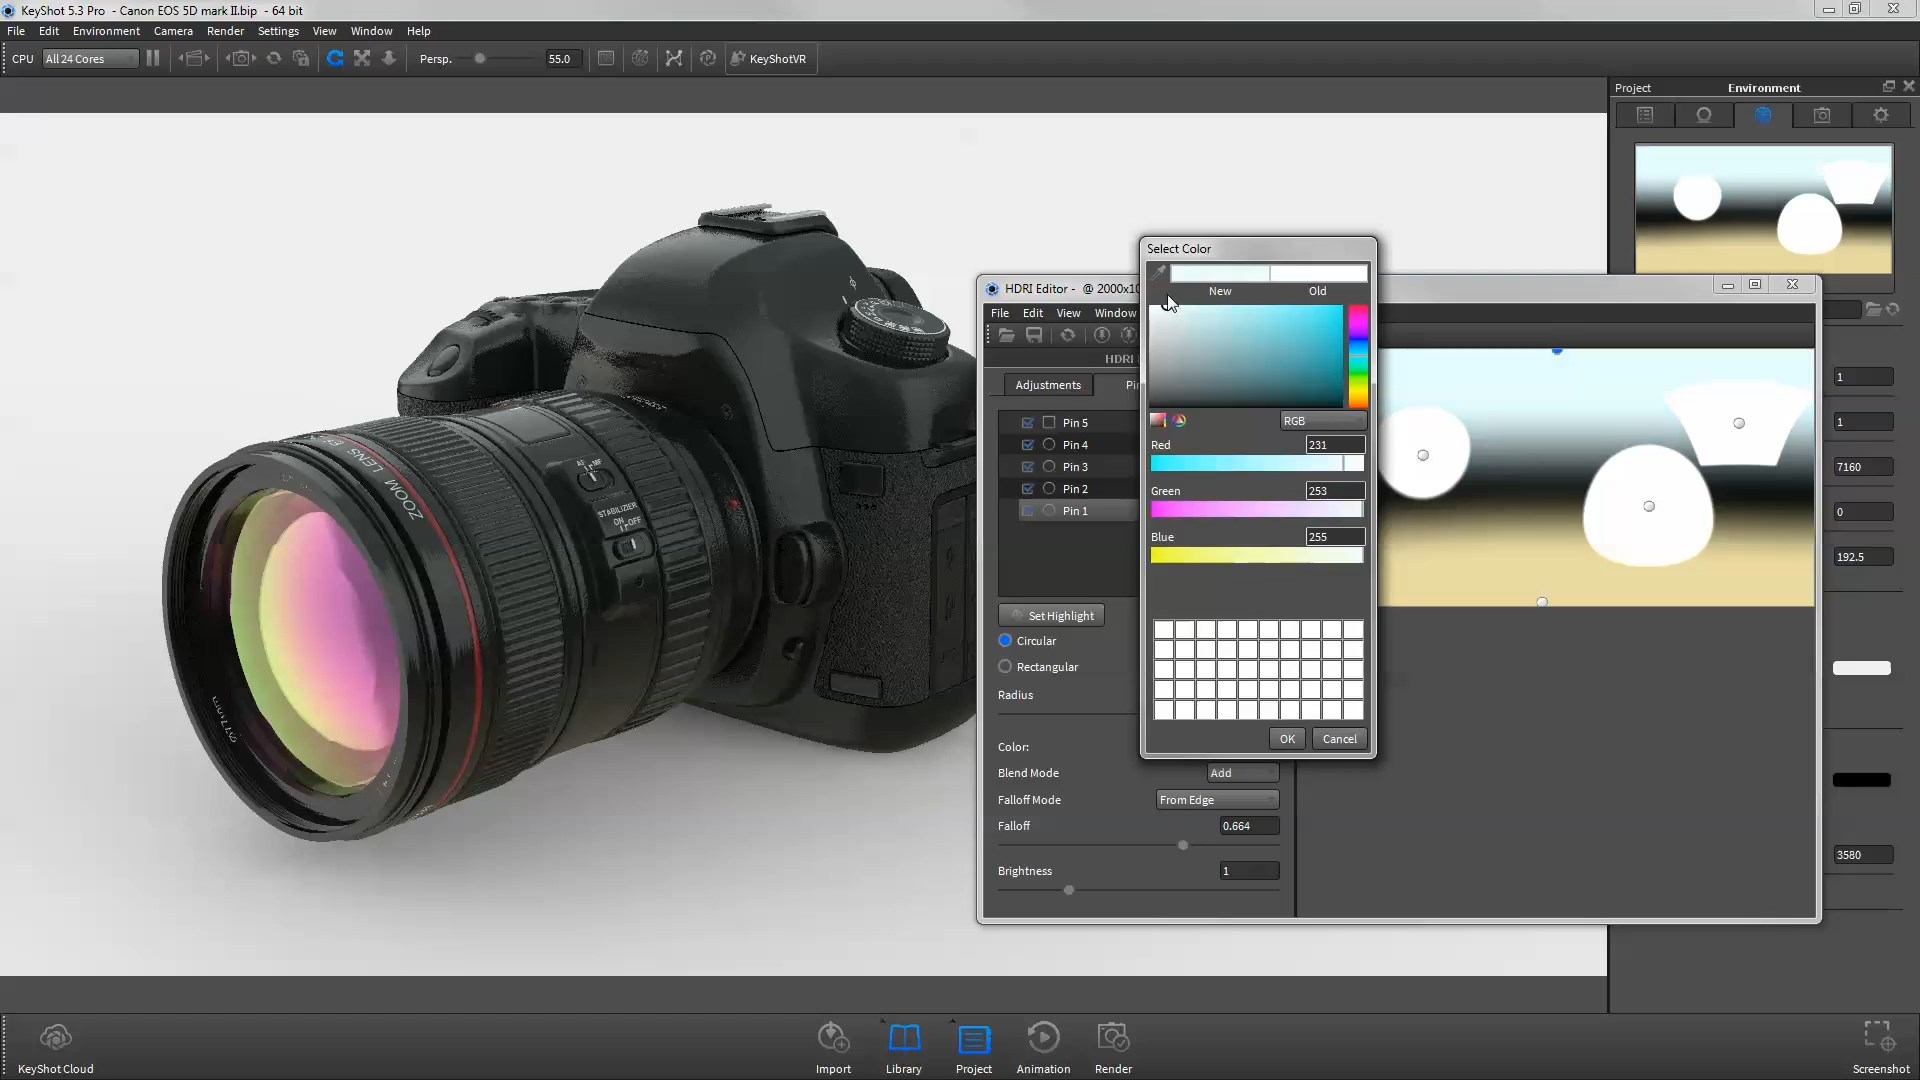 KeyShot 5.3 Pro - Canon EOS 5D mark II.bip - 64 bit
File Edit Environment Camera Render Settings View Window Help
CPU All 24 Cores Persp. 55.0 KeyShotVR
Project Environment
Select Color
New Old
HDRI Editor - @ 2000x10
File Edit View Window
HDRI
Adjustments Pi
RGB
Pin 5
Pin 4
Pin 3
Pin 2
Pin 1
Red 231
Green 253
Blue 255
Set Highlight
Circular
Rectangular
Radius
OK Cancel
Color:
Blend Mode Add
Falloff Mode From Edge
Falloff 0.664
Brightness 1
1
1
7160
0
192.5
3580
ZOOM LENS
AF MF
STABILIZER
ON OFF
KeyShot Cloud Import Library Project Animation Render Screenshot